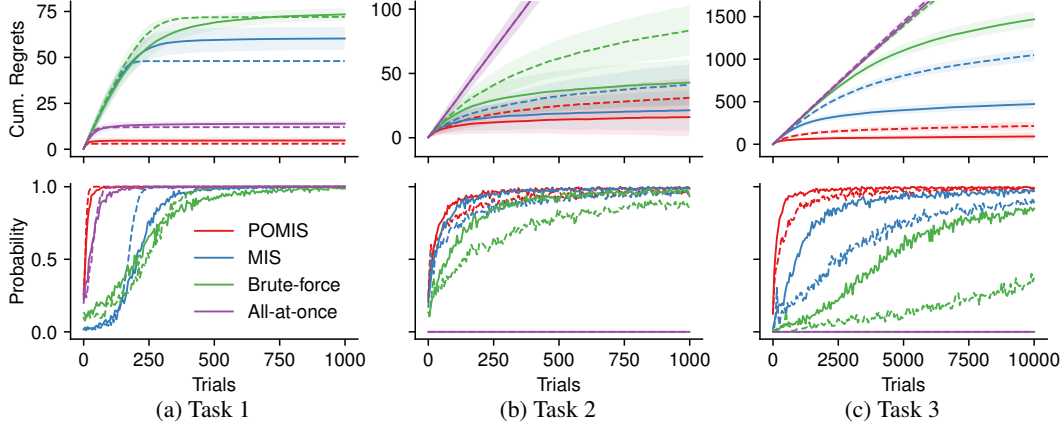 Cum. Regrets
75
50
25
0
100
50
0
1500
1000
500
0
Probability
1.0
0.5
0.0
POMIS
MIS
Brute-force
All-at-once
0 250 500 750 1000
0 250 500 750 1000
0 2500 5000 7500 10000
Trials
Trials
Trials
(a) Task 1
(b) Task 2
(c) Task 3